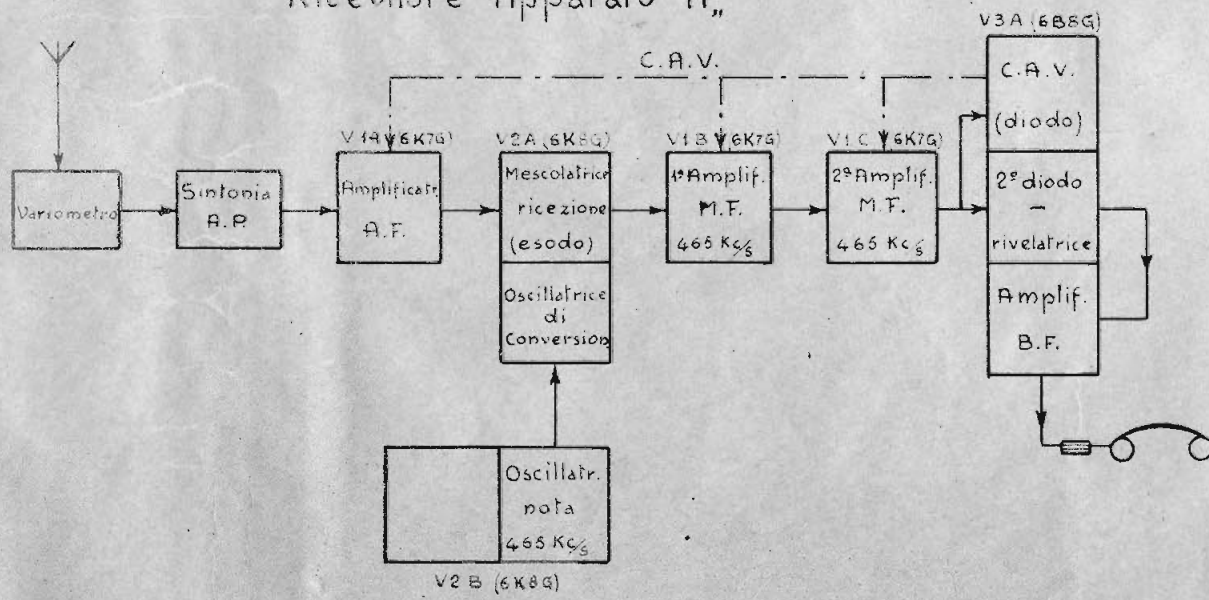 Ricevitore Apparato A„
V3A (6B8G)
C.A.V.
C.A.V.
(diodo)
V1A (6K7G)
V2A (6K8G)
V1B (6K7G)
V1C (6K7G)
Variometro
Sintonia
A.P.
Amplificatr.
A.F.
Mescolatrice
ricezione
(esodo)
1ª Amplif.
M.F.
465 Kc/s
2ª Amplif.
M.F.
465 Kc/s
2º diodo
–
rivelatrice
Oscillatrice
di
Conversion
Amplif.
B.F.
Oscillatr.
nota
465 Kc/s
V2B (6K8G)